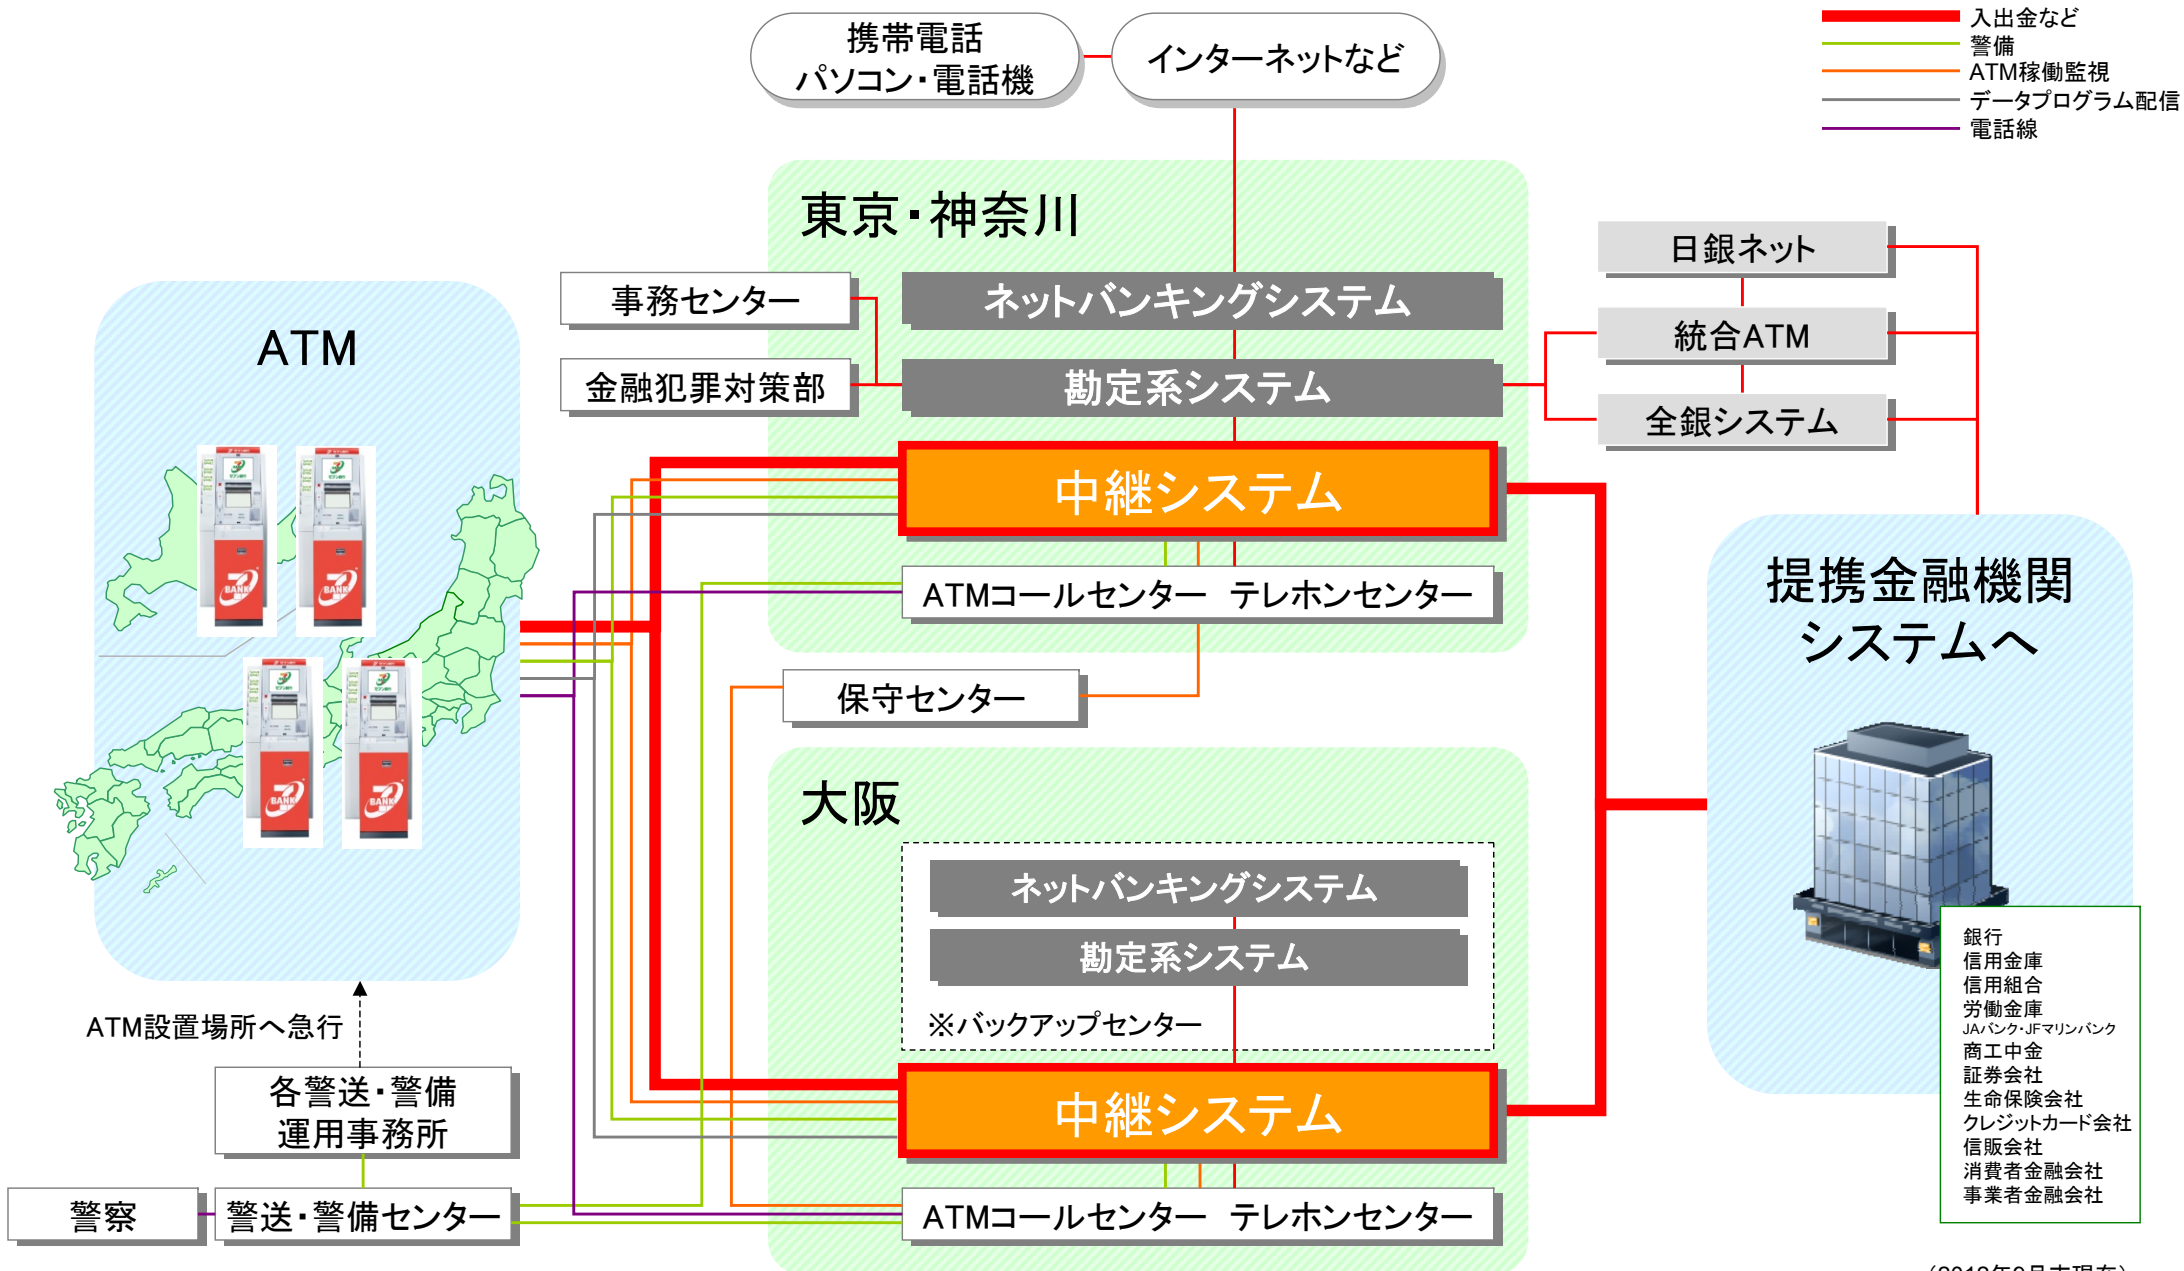 入出金など
警備
ATM稼働監視
データプログラム配信
電話線
携帯電話
パソコン・電話機
インターネットなど
東京・神奈川
事務センター
ネットバンキングシステム
金融犯罪対策部
勘定系システム
日銀ネット
統合ATM
全銀システム
ATM
中継システム
ATMコールセンター テレホンセンター
保守センター
提携金融機関
システムへ
BANK
BANK
BANK
BANK
大阪
ネットバンキングシステム
勘定系システム
※バックアップセンター
中継システム
ATMコールセンター テレホンセンター
ATM設置場所へ急行
各警送・警備
運用事務所
警察
警送・警備センター
銀行
信用金庫
信用組合
労働金庫
JAバンク・JFマリンバンク
商工中金
証券会社
生命保険会社
クレジットカード会社
信販会社
消費者金融会社
事業者金融会社